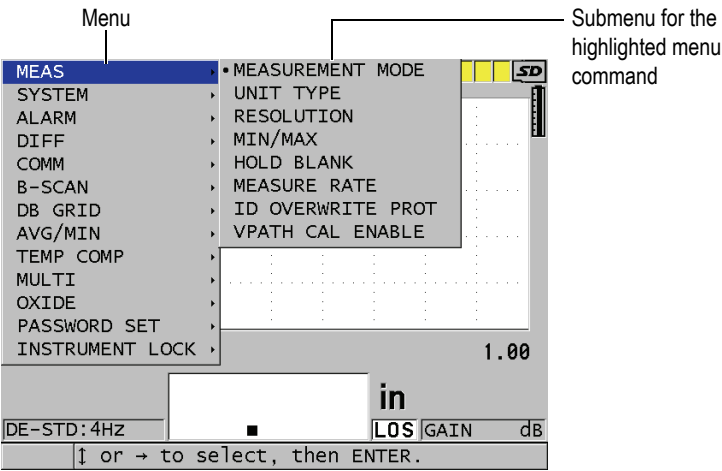 Menu
Submenu for the
highlighted menu
command
MEAS
SYSTEM
ALARM
DIFF
COMM
B-SCAN
DB GRID
AVG/MIN
TEMP COMP
MULTI
OXIDE
PASSWORD SET
INSTRUMENT LOCK
• MEASUREMENT MODE
UNIT TYPE
RESOLUTION
MIN/MAX
HOLD BLANK
MEASURE RATE
ID OVERWRITE PROT
VPATH CAL ENABLE
SD
1.00
in
DE-STD:4Hz
LOS GAIN dB
↕ or → to select, then ENTER.